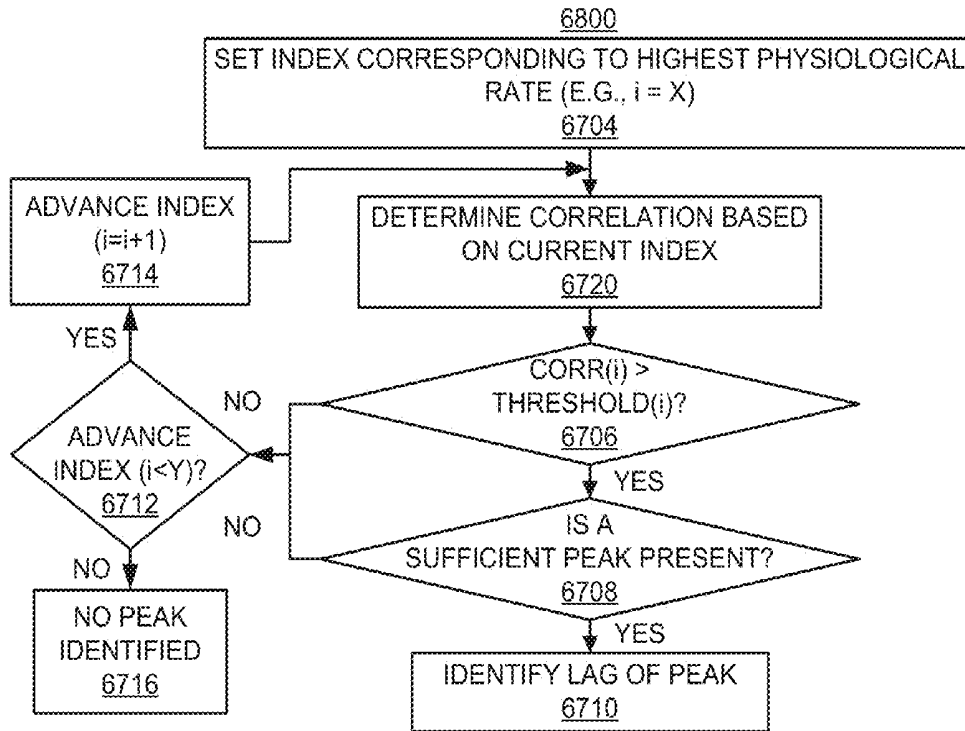 6800
SET INDEX CORRESPONDING TO HIGHEST PHYSIOLOGICAL
RATE (E.G., i = X)
6704
ADVANCE INDEX
(i=i+1)
6714
DETERMINE CORRELATION BASED
ON CURRENT INDEX
6720
YES
CORR(i) >
THRESHOLD(i)?
6706
NO
ADVANCE
INDEX (i<Y)?
6712
YES
NO
IS A
SUFFICIENT PEAK PRESENT?
6708
NO
YES
NO PEAK
IDENTIFIED
6716
IDENTIFY LAG OF PEAK
6710